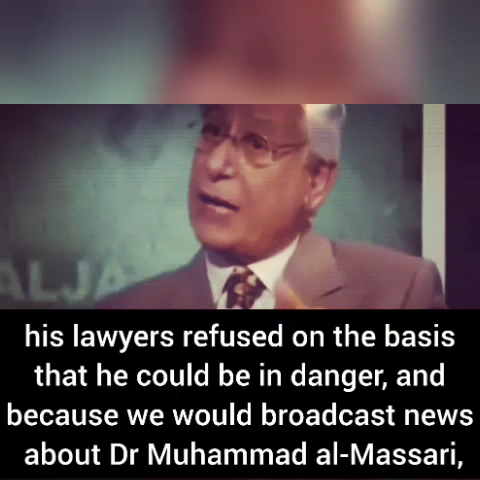 ALJA
his lawyers refused on the basis
that he could be in danger, and
because we would broadcast news
about Dr Muhammad al-Massari,